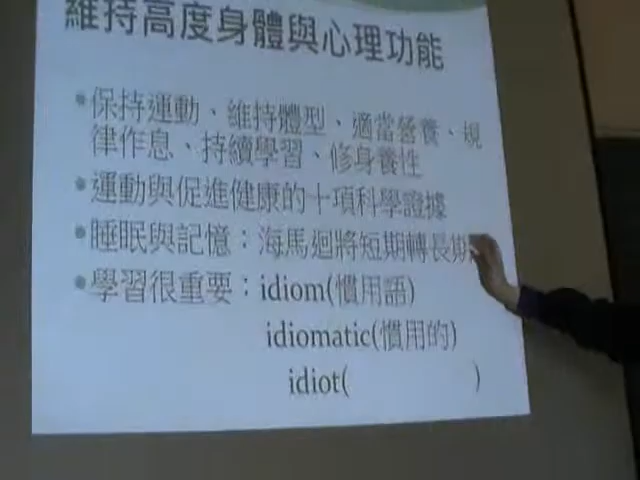 維持高度身體與心理功能
•保持運動、維持體型、適當營養、規
律作息、持續學習、修身養性
•運動與促進健康的十項科學證據
•睡眠與記憶：海馬迴將短期轉長期
•學習很重要：idiom(慣用語)
idiomatic(慣用的)
idiot( )